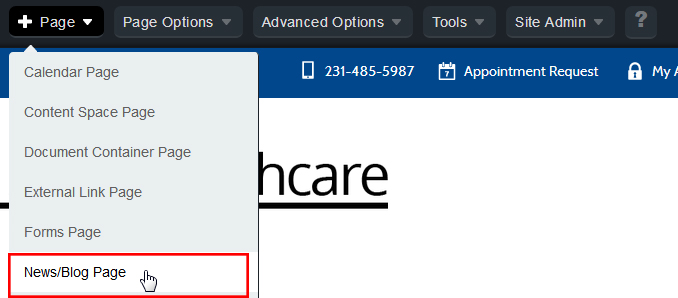 Page Page Options Advanced Options Tools Site Admin ?
Calendar Page
231-485-5987 7 Appointment Request My A
Content Space Page
Document Container Page
hcare
External Link Page
Forms Page
News/Blog Page